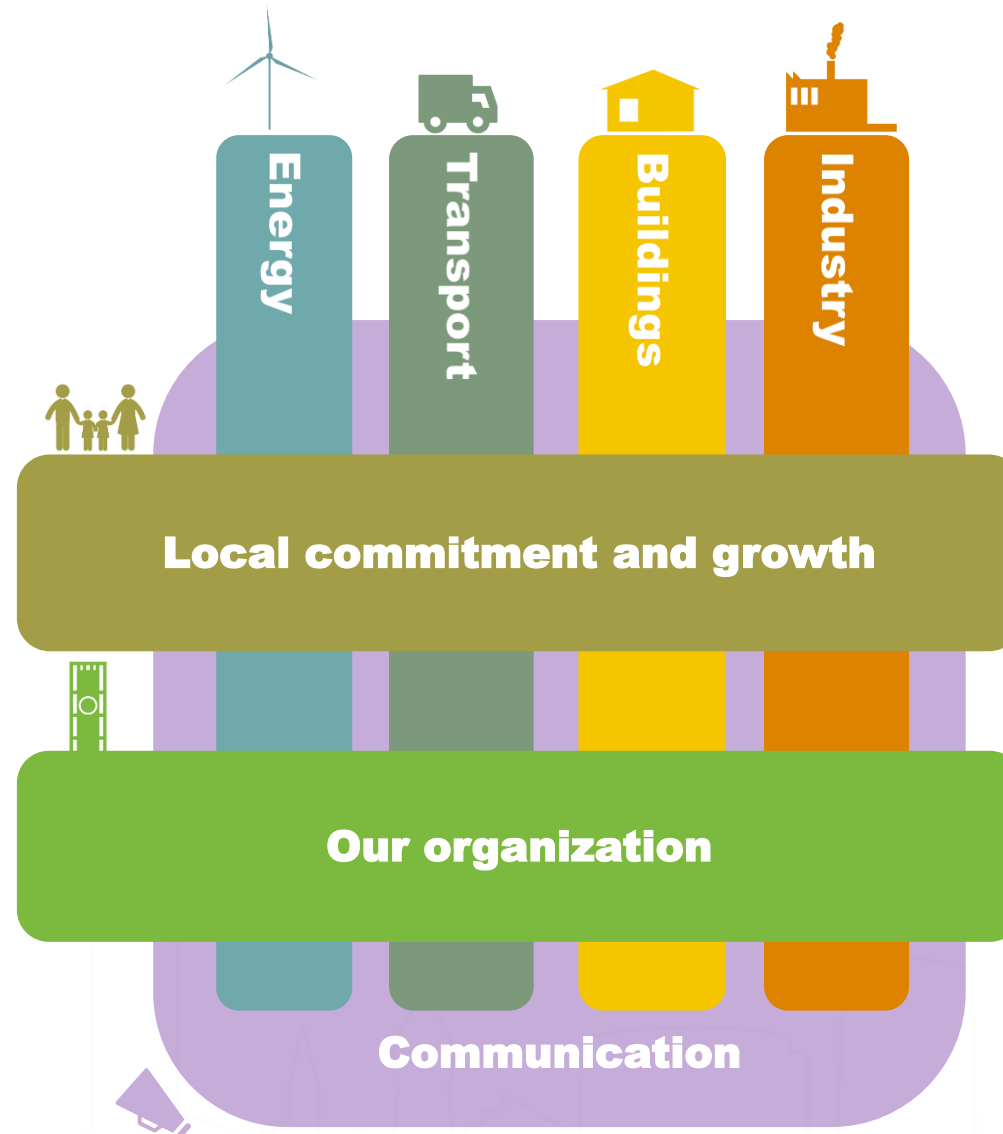 Energy
Transport
Buildings
Industry
Local commitment and growth
Our organization
Communication